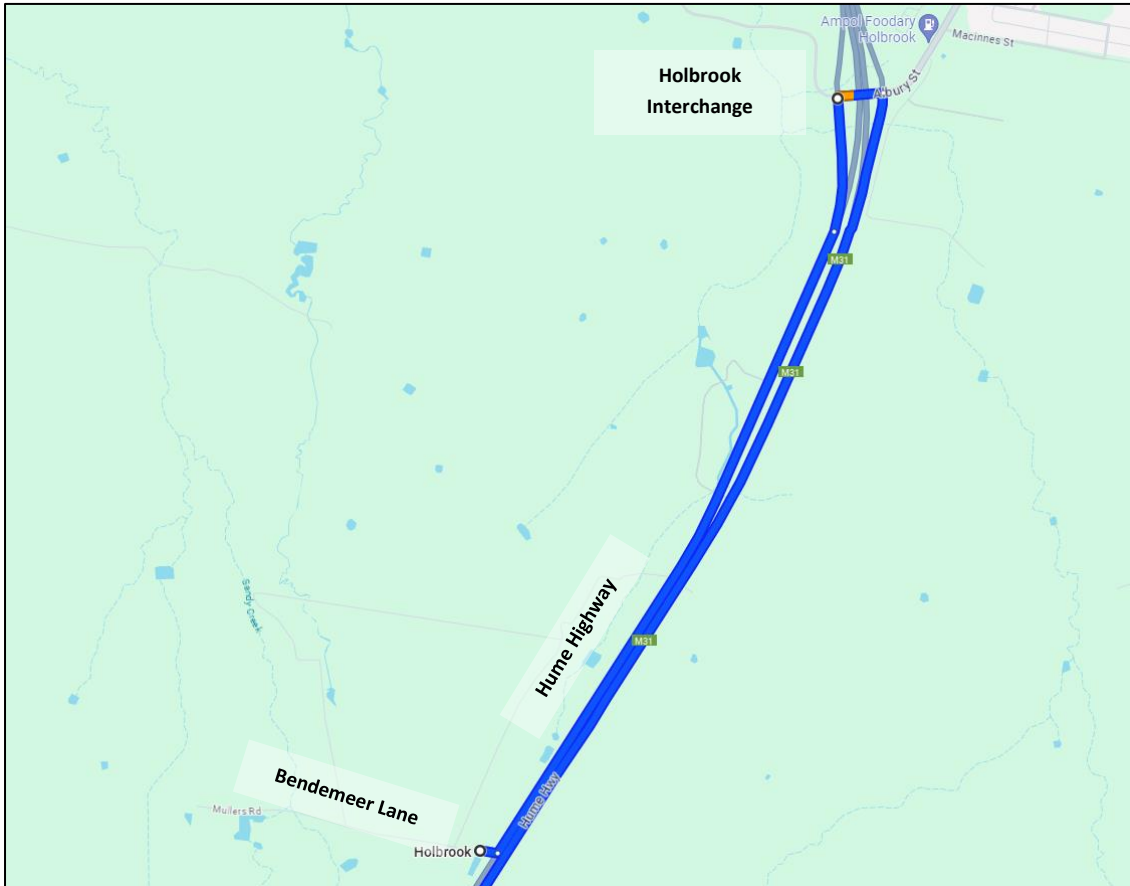 Ampol Foodary
Holbrook
Macinnes St
Holbrook
Interchange
Albury St
M31
M31
Hume Highway
M31
Sandy Creek
Bendemeer Lane
Mullers Rd
Hume Hwy
Holbrook